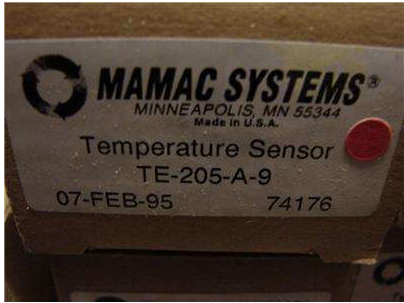 MAMAC SYSTEMS®
MINNEAPOLIS, MN 55344
Made in U.S.A.
Temperature Sensor
TE-205-A-9
07-FEB-95 74176